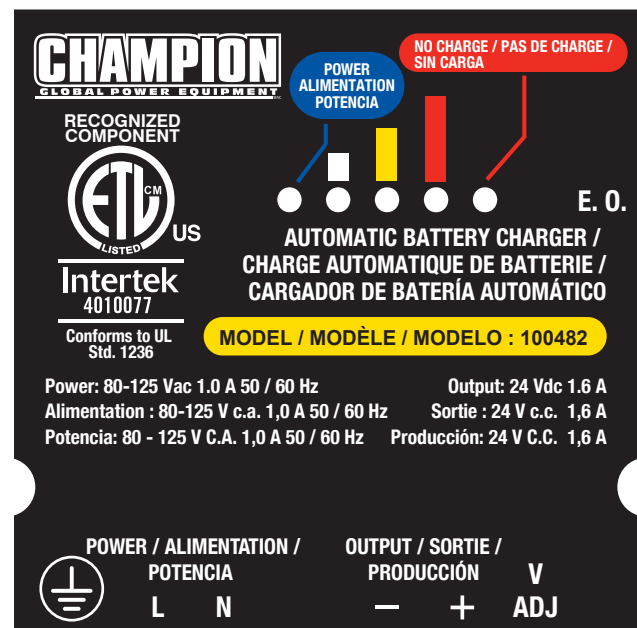 CHAMPION
GLOBAL POWER EQUIPMENT
POWER
ALIMENTATION
POTENCIA
NO CHARGE / PAS DE CHARGE /
SIN CARGA
RECOGNIZED
COMPONENT
ETL CM
LISTED
US
Intertek
4010077
Conforms to UL
Std. 1236
E. O.
AUTOMATIC BATTERY CHARGER /
CHARGE AUTOMATIQUE DE BATTERIE /
CARGADOR DE BATERÍA AUTOMÁTICO
MODEL / MODÈLE / MODELO : 100482
Power: 80-125 Vac 1.0 A 50 / 60 Hz Output: 24 Vdc 1.6 A
Alimentation : 80-125 V c.a. 1,0 A 50 / 60 Hz Sortie : 24 V c.c. 1,6 A
Potencia: 80 - 125 V C.A. 1,0 A 50 / 60 Hz Producción: 24 V C.C. 1,6 A
POWER / ALIMENTATION /
POTENCIA
OUTPUT / SORTIE /
PRODUCCIÓN
L N − + V
ADJ